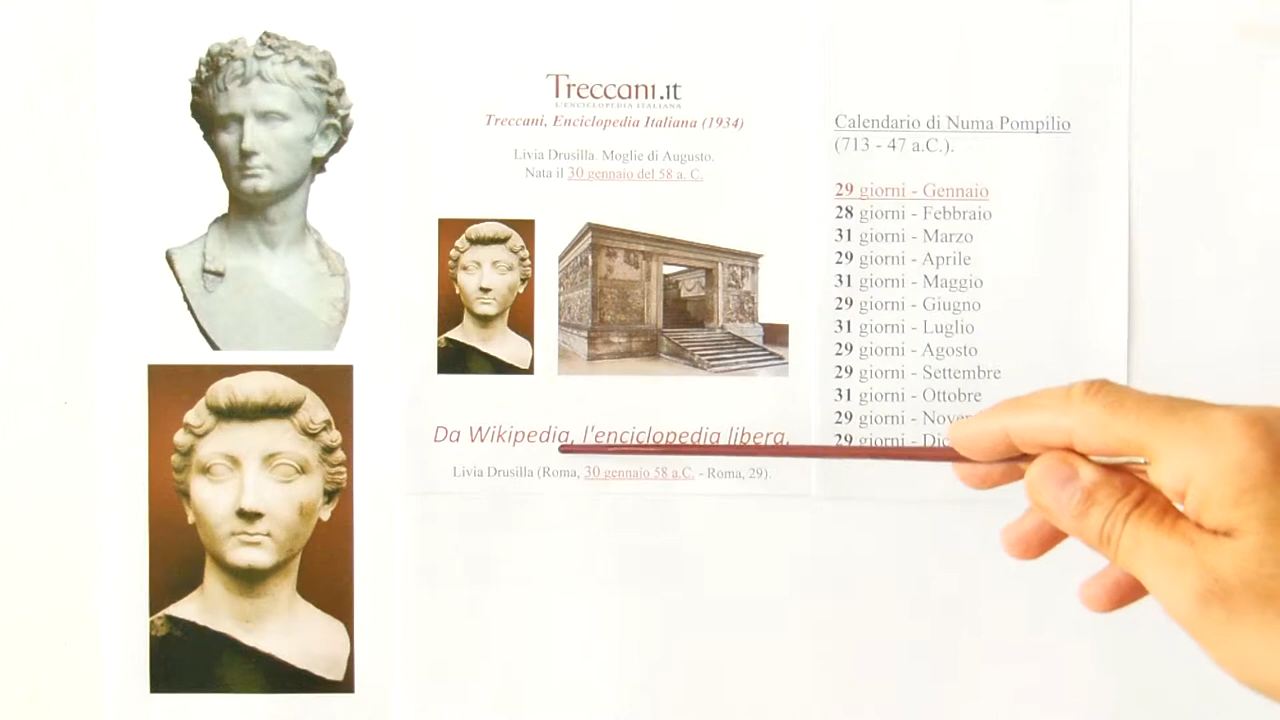 Treccani.it
L'ENCICLOPEDIA ITALIANA
Treccani, Enciclopedia Italiana (1934)
Livia Drusilla. Moglie di Augusto.
Nata il 30 gennaio del 58 a. C.
Da Wikipedia, l'enciclopedia libera.
Livia Drusilla (Roma, 30 gennaio 58 a.C. - Roma, 29).
Calendario di Numa Pompilio
(713 - 47 a.C.).
29 giorni - Gennaio
28 giorni - Febbraio
31 giorni - Marzo
29 giorni - Aprile
31 giorni - Maggio
29 giorni - Giugno
31 giorni - Luglio
29 giorni - Agosto
29 giorni - Settembre
31 giorni - Ottobre
29 giorni - Nove
29 giorni - Dic